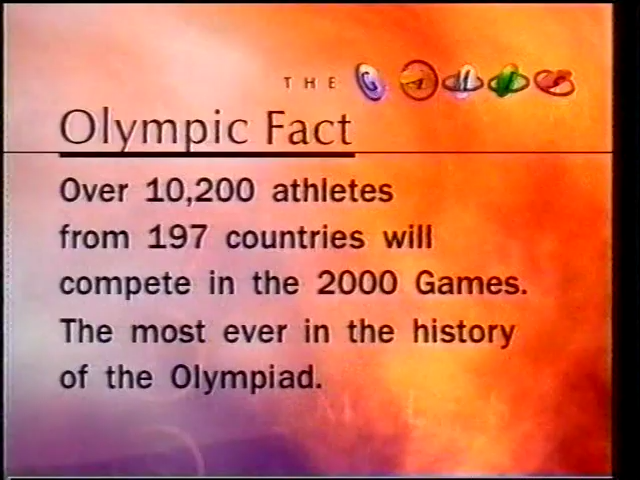 THE GAMES
Olympic Fact
Over 10,200 athletes
from 197 countries will
compete in the 2000 Games.
The most ever in the history
of the Olympiad.